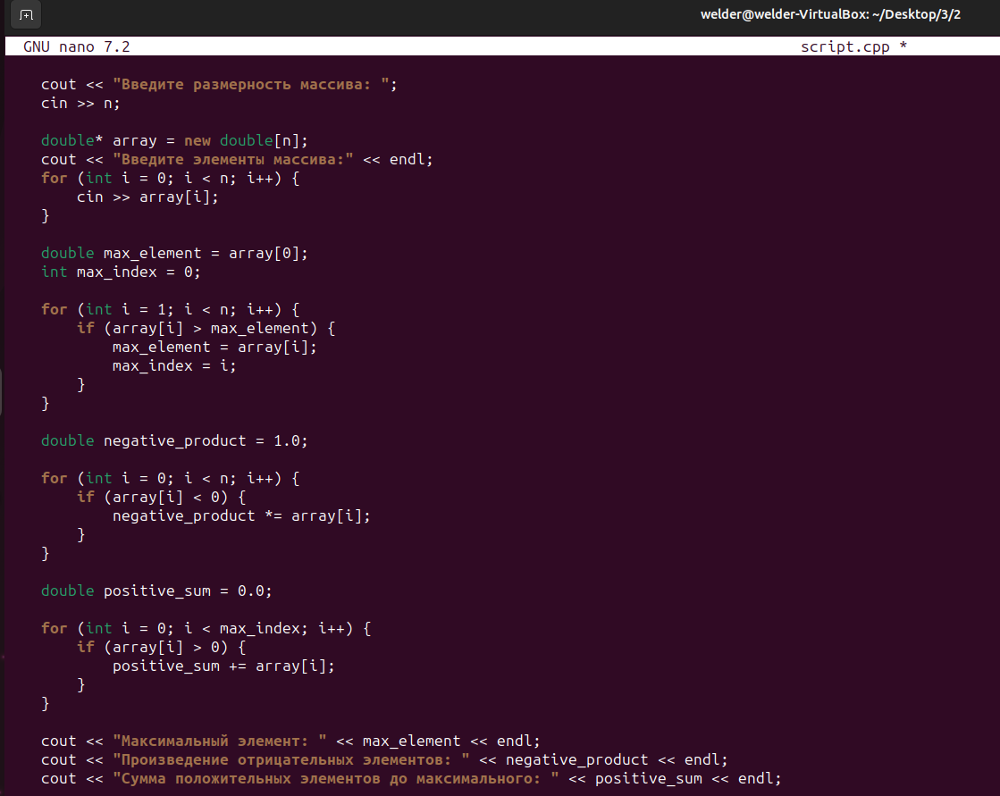 welder@welder-VirtualBox: ~/Desktop/3/2
GNU nano 7.2 script.cpp *
cout << "Введите размерность массива: ";
cin >> n;
double* array = new double[n];
cout << "Введите элементы массива:" << endl;
for (int i = 0; i < n; i++) {
cin >> array[i];
}
double max_element = array[0];
int max_index = 0;
for (int i = 1; i < n; i++) {
if (array[i] > max_element) {
max_element = array[i];
max_index = i;
}
}
double negative_product = 1.0;
for (int i = 0; i < n; i++) {
if (array[i] < 0) {
negative_product *= array[i];
}
}
double positive_sum = 0.0;
for (int i = 0; i < max_index; i++) {
if (array[i] > 0) {
positive_sum += array[i];
}
}
cout << "Максимальный элемент: " << max_element << endl;
cout << "Произведение отрицательных элементов: " << negative_product << endl;
cout << "Сумма положительных элементов до максимального: " << positive_sum << endl;